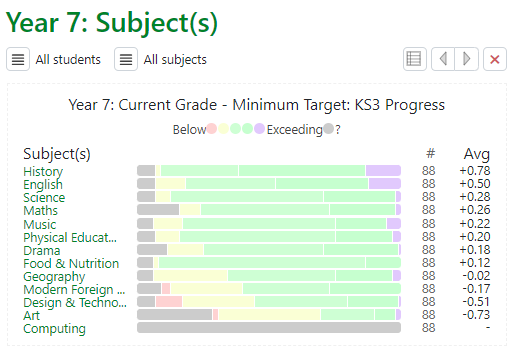 Year 7: Subject(s)
All students All subjects
Year 7: Current Grade - Minimum Target: KS3 Progress
Below Exceeding ?
Subject(s) # Avg
History 88 +0.78
English 88 +0.50
Science 88 +0.28
Maths 88 +0.26
Music 88 +0.22
Physical Educat... 88 +0.20
Drama 88 +0.18
Food & Nutrition 88 +0.12
Geography 88 -0.02
Modern Foreign ... 88 -0.17
Design & Techno... 88 -0.51
Art 88 -0.73
Computing 88 -